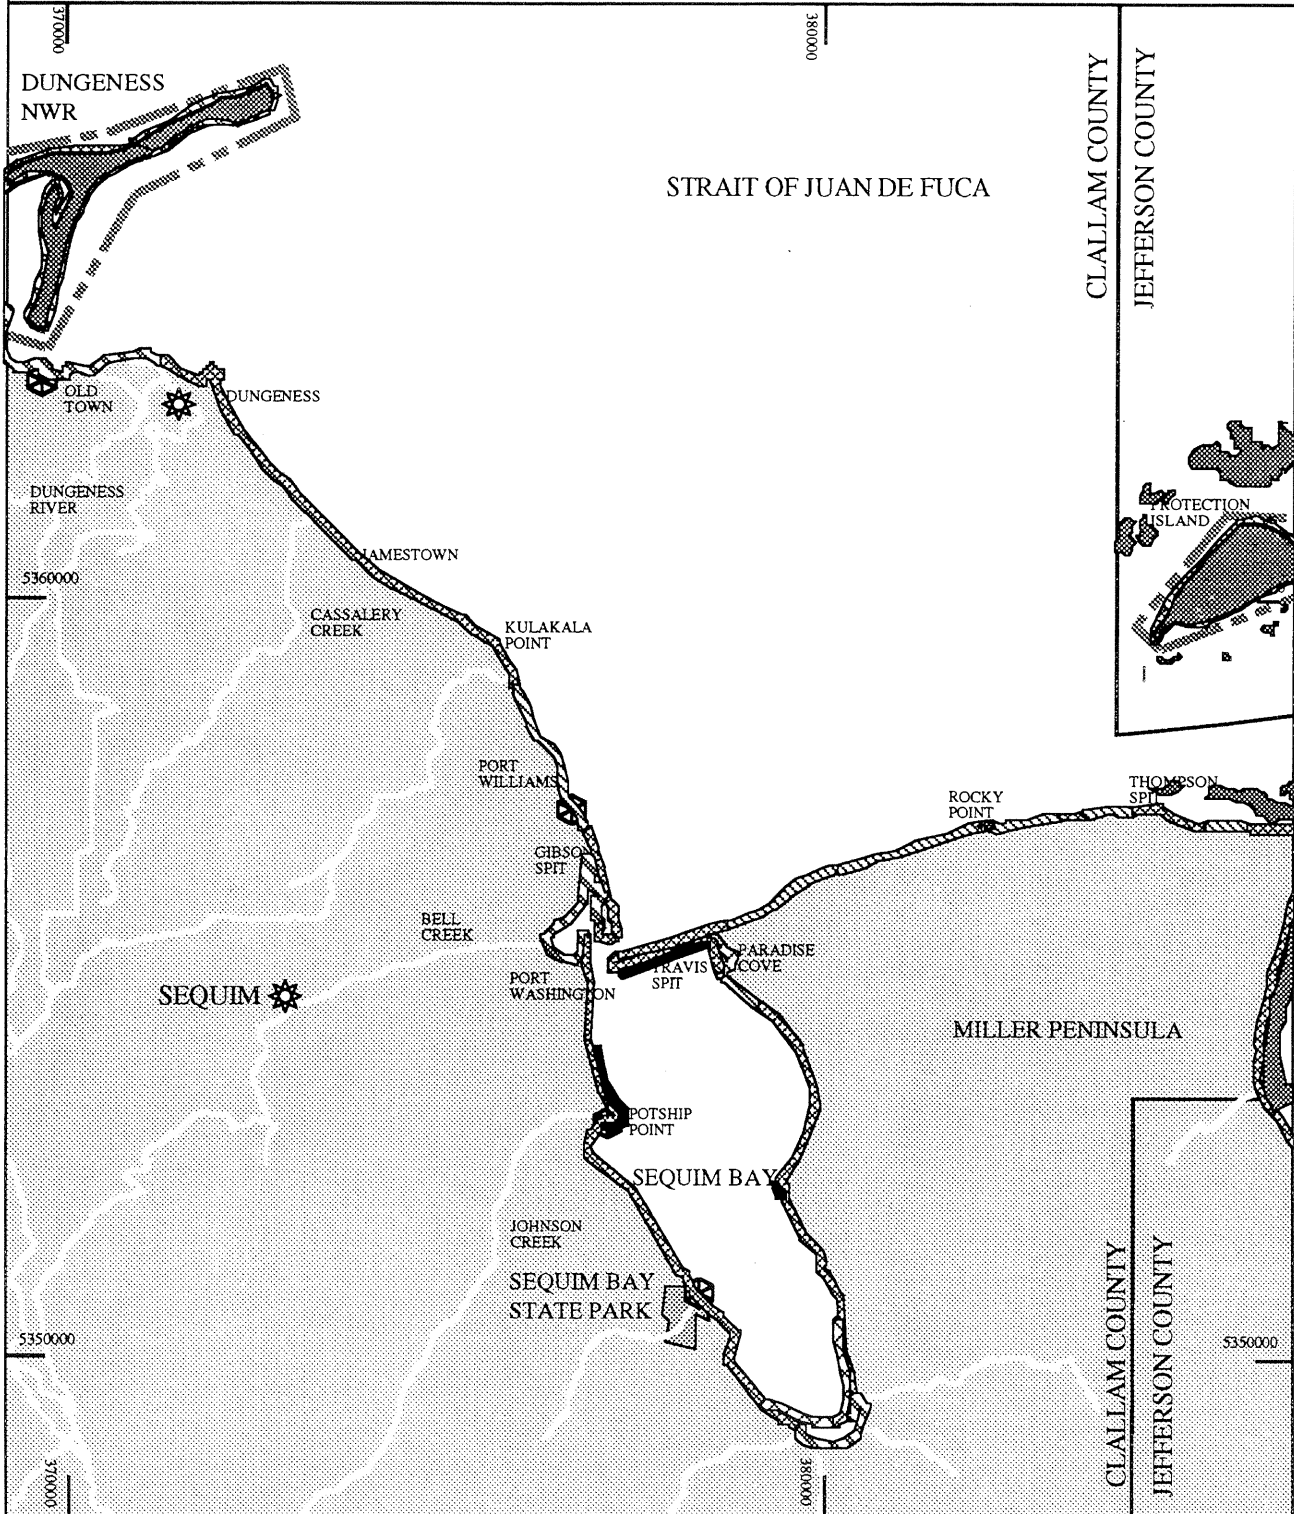 370000
380000
DUNGENESS
NWR
CLALLAM COUNTY
JEFFERSON COUNTY
STRAIT OF JUAN DE FUCA
OLD
TOWN
DUNGENESS
DUNGENESS
RIVER
PROTECTION
ISLAND
JAMESTOWN
5360000
CASSALERY
CREEK
KULAKALA
POINT
PORT
WILLIAMS
THOMPSON
SPIT
ROCKY
POINT
GIBSON
SPIT
BELL
CREEK
PARADISE
COVE
TRAVIS
SPIT
PORT
WASHINGTON
SEQUIM
MILLER PENINSULA
POTSHIP
POINT
SEQUIM BAY
JOHNSON
CREEK
SEQUIM BAY
STATE PARK
CLALLAM COUNTY
JEFFERSON COUNTY
5350000
5350000
370000
380000